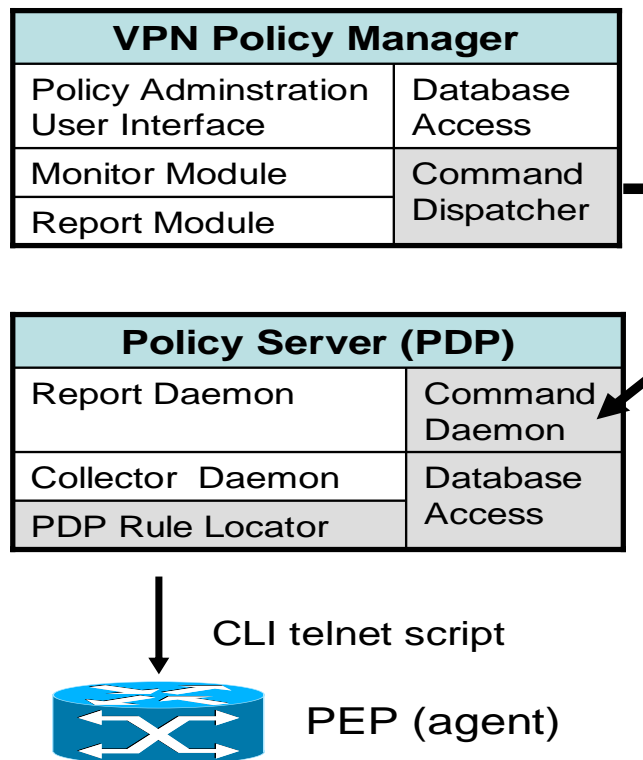 VPN Policy Manager
Policy Adminstration
User Interface
Database
Access
Monitor Module
Command
Dispatcher
Report Module
Policy Server (PDP)
Report Daemon
Command
Daemon
Collector Daemon
Database
Access
PDP Rule Locator
CLI telnet script
PEP (agent)